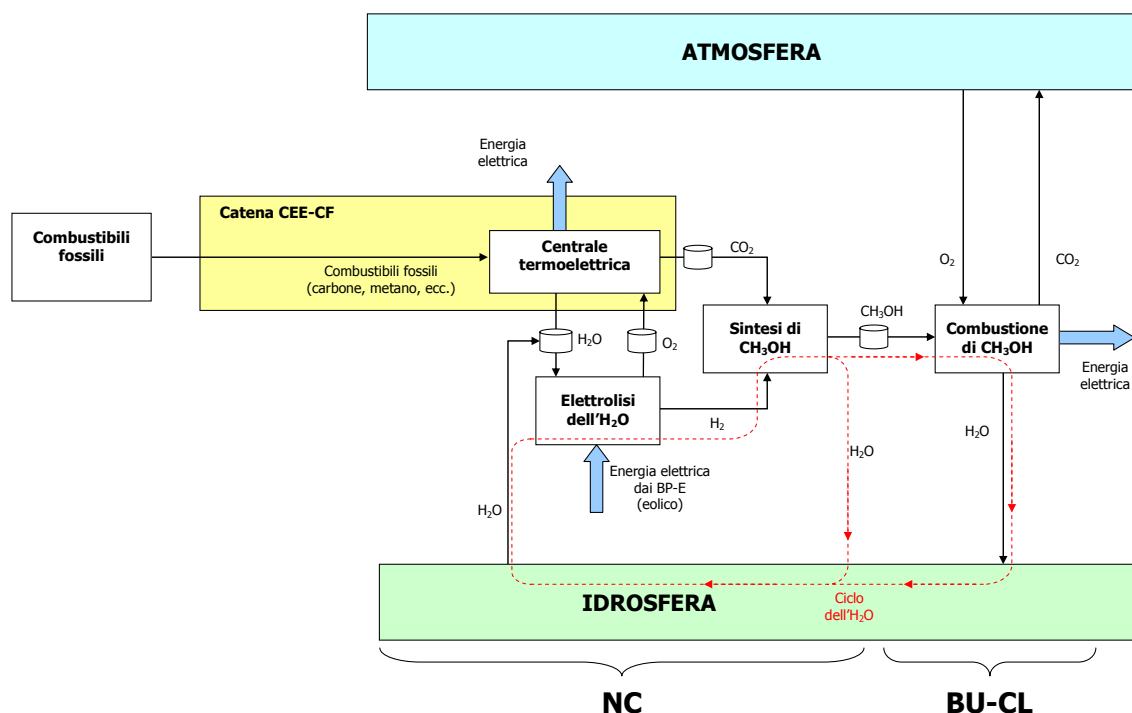 ATMOSFERA
Energia
elettrica
Catena CEE-CF
Combustibili
fossili
Centrale
termoelettrica
CO₂
O₂
CO₂
Combustibili fossili
(carbone, metano, ecc.)
CH₃OH
Sintesi di
CH₃OH
Combustione
di CH₃OH
H₂O
O₂
Energia
elettrica
Elettrolisi
dell'H₂O
H₂
H₂O
H₂O
Energia elettrica
dai BP-E
(eolico)
H₂O
IDROSFERA
Ciclo
dell'H₂O
NC
BU-CL